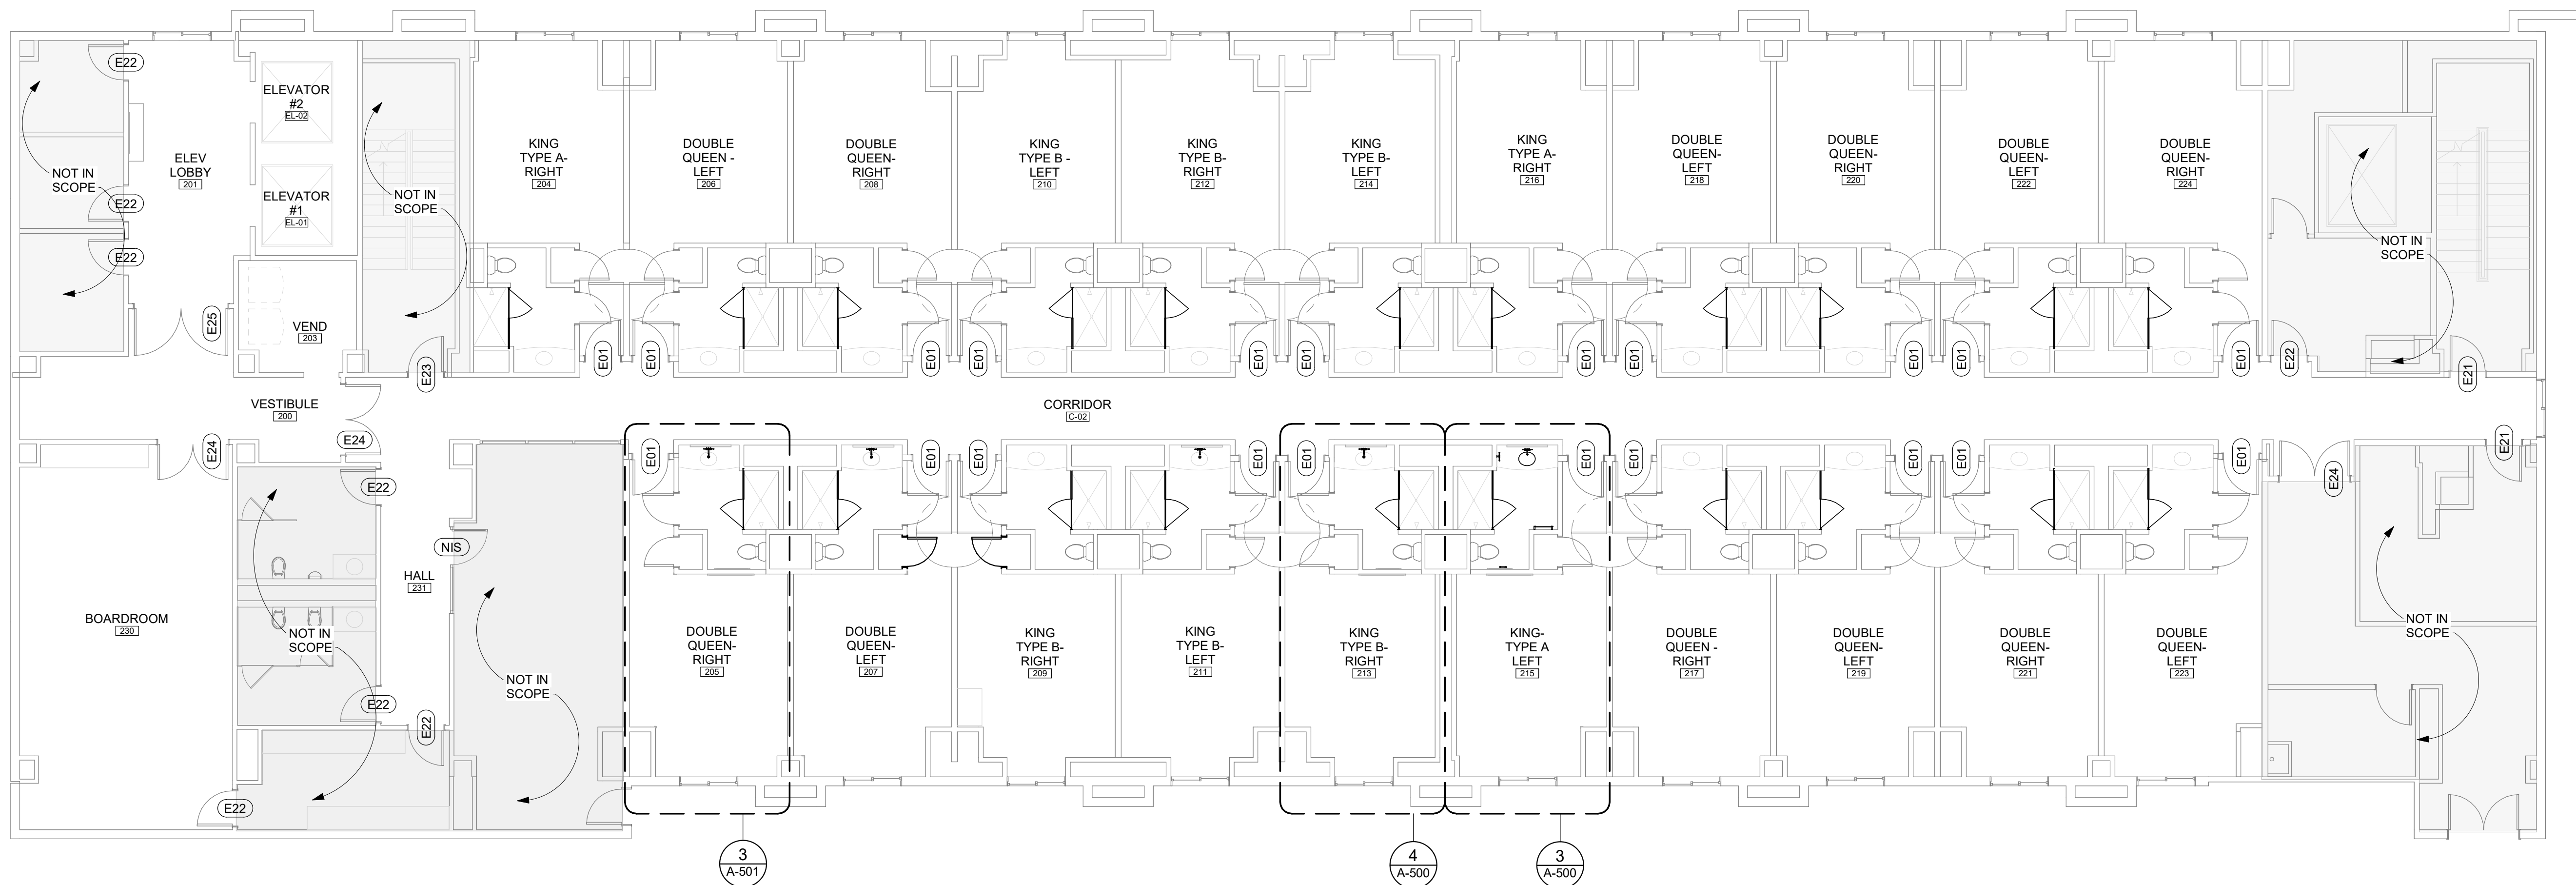 E22
ELEVATOR
#2
EL-02
ELEV
LOBBY
201
NOT IN
SCOPE
E22
ELEVATOR
#1
EL-01
E22
NOT IN
SCOPE
KING
TYPE A-
RIGHT
204
DOUBLE
QUEEN -
LEFT
206
DOUBLE
QUEEN-
RIGHT
208
KING
TYPE B -
LEFT
210
KING
TYPE B-
RIGHT
212
KING
TYPE B-
LEFT
214
KING
TYPE A-
RIGHT
216
DOUBLE
QUEEN-
LEFT
218
DOUBLE
QUEEN-
RIGHT
220
DOUBLE
QUEEN-
LEFT
222
DOUBLE
QUEEN-
RIGHT
224
NOT IN
SCOPE
E25
VEND
203
E23
E01
E01
E01
E01
E01
E01
E01
E01
E01
E01
E01
E22
E21
VESTIBULE
200
CORRIDOR
C-02
E24
E24
E01
E01
E01
E01
E01
E01
E01
E01
E01
E01
E24
E21
E22
NIS
HALL
231
BOARDROOM
230
NOT IN
SCOPE
E22
E22
E22
NOT IN
SCOPE
DOUBLE
QUEEN-
RIGHT
205
DOUBLE
QUEEN-
LEFT
207
KING
TYPE B-
RIGHT
209
KING
TYPE B-
LEFT
211
KING
TYPE B-
RIGHT
213
KING-
TYPE A
LEFT
215
DOUBLE
QUEEN -
RIGHT
217
DOUBLE
QUEEN-
LEFT
219
DOUBLE
QUEEN-
RIGHT
221
DOUBLE
QUEEN-
LEFT
223
NOT IN
SCOPE
3
A-501
4
A-500
3
A-500